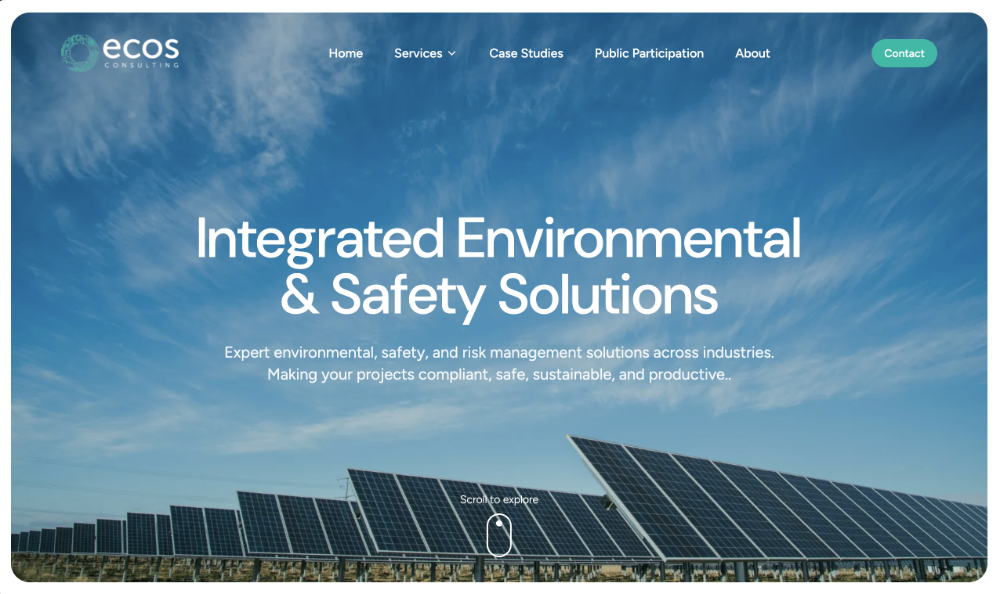 ecos
CONSULTING
Home Services Case Studies Public Participation About Contact
Integrated Environmental
& Safety Solutions
Expert environmental, safety, and risk management solutions across industries.
Making your projects compliant, safe, sustainable, and productive..
Scroll to explore